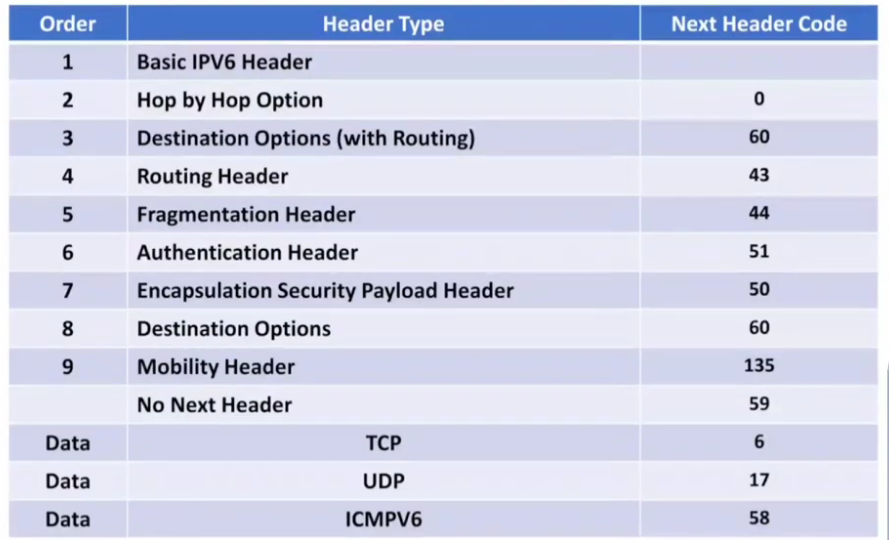 Order Header Type Next Header Code
1 Basic IPV6 Header
2 Hop by Hop Option 0
3 Destination Options (with Routing) 60
4 Routing Header 43
5 Fragmentation Header 44
6 Authentication Header 51
7 Encapsulation Security Payload Header 50
8 Destination Options 60
9 Mobility Header 135
No Next Header 59
Data TCP 6
Data UDP 17
Data ICMPV6 58